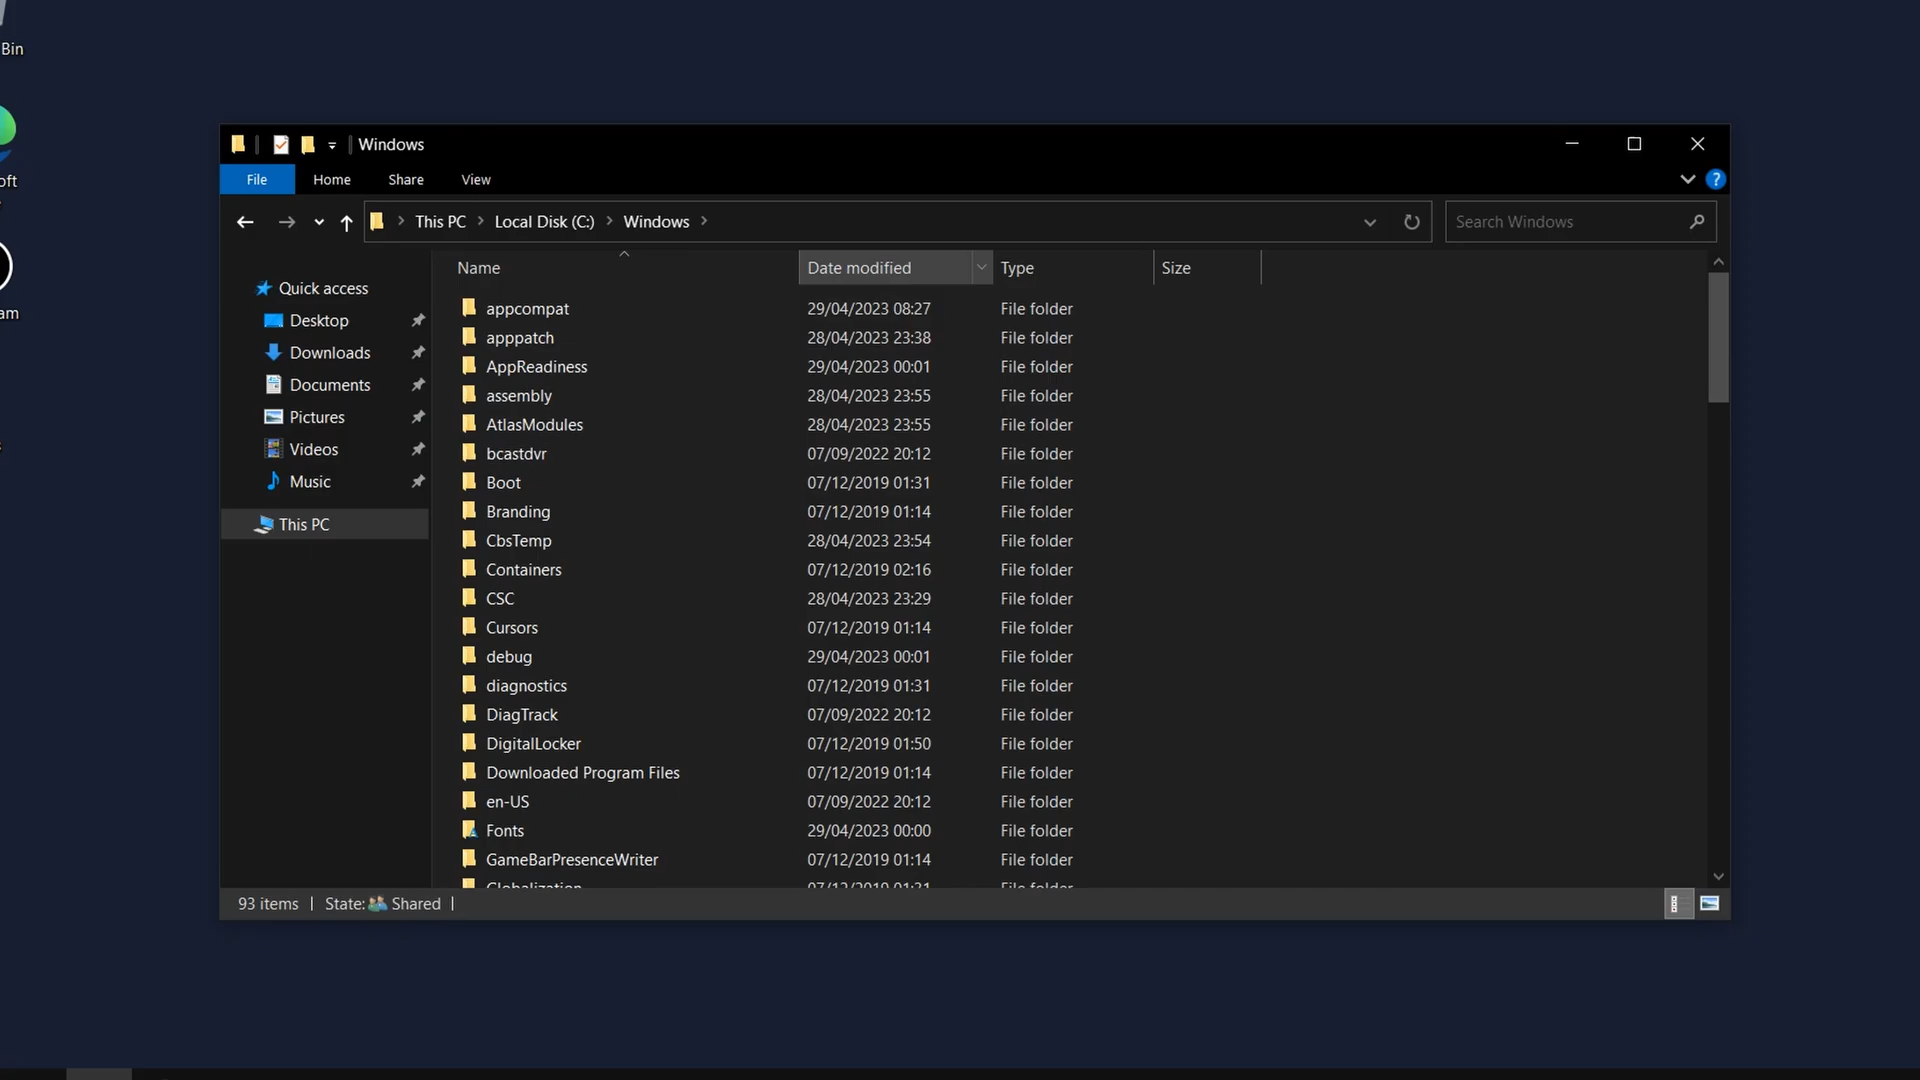 Bin
oft
am
Windows
File Home Share View
This PC Local Disk (C:) Windows
Search Windows
Name Date modified Type Size
Quick access
Desktop
Downloads
Documents
Pictures
Videos
Music
This PC
appcompat 29/04/2023 08:27 File folder
apppatch 28/04/2023 23:38 File folder
AppReadiness 29/04/2023 00:01 File folder
assembly 28/04/2023 23:55 File folder
AtlasModules 28/04/2023 23:55 File folder
bcastdvr 07/09/2022 20:12 File folder
Boot 07/12/2019 01:31 File folder
Branding 07/12/2019 01:14 File folder
CbsTemp 28/04/2023 23:54 File folder
Containers 07/12/2019 02:16 File folder
CSC 28/04/2023 23:29 File folder
Cursors 07/12/2019 01:14 File folder
debug 29/04/2023 00:01 File folder
diagnostics 07/12/2019 01:31 File folder
DiagTrack 07/09/2022 20:12 File folder
DigitalLocker 07/12/2019 01:50 File folder
Downloaded Program Files 07/12/2019 01:14 File folder
en-US 07/09/2022 20:12 File folder
Fonts 29/04/2023 00:00 File folder
GameBarPresenceWriter 07/12/2019 01:14 File folder
Globalization 07/12/2019 01:31 File folder
93 items State: Shared